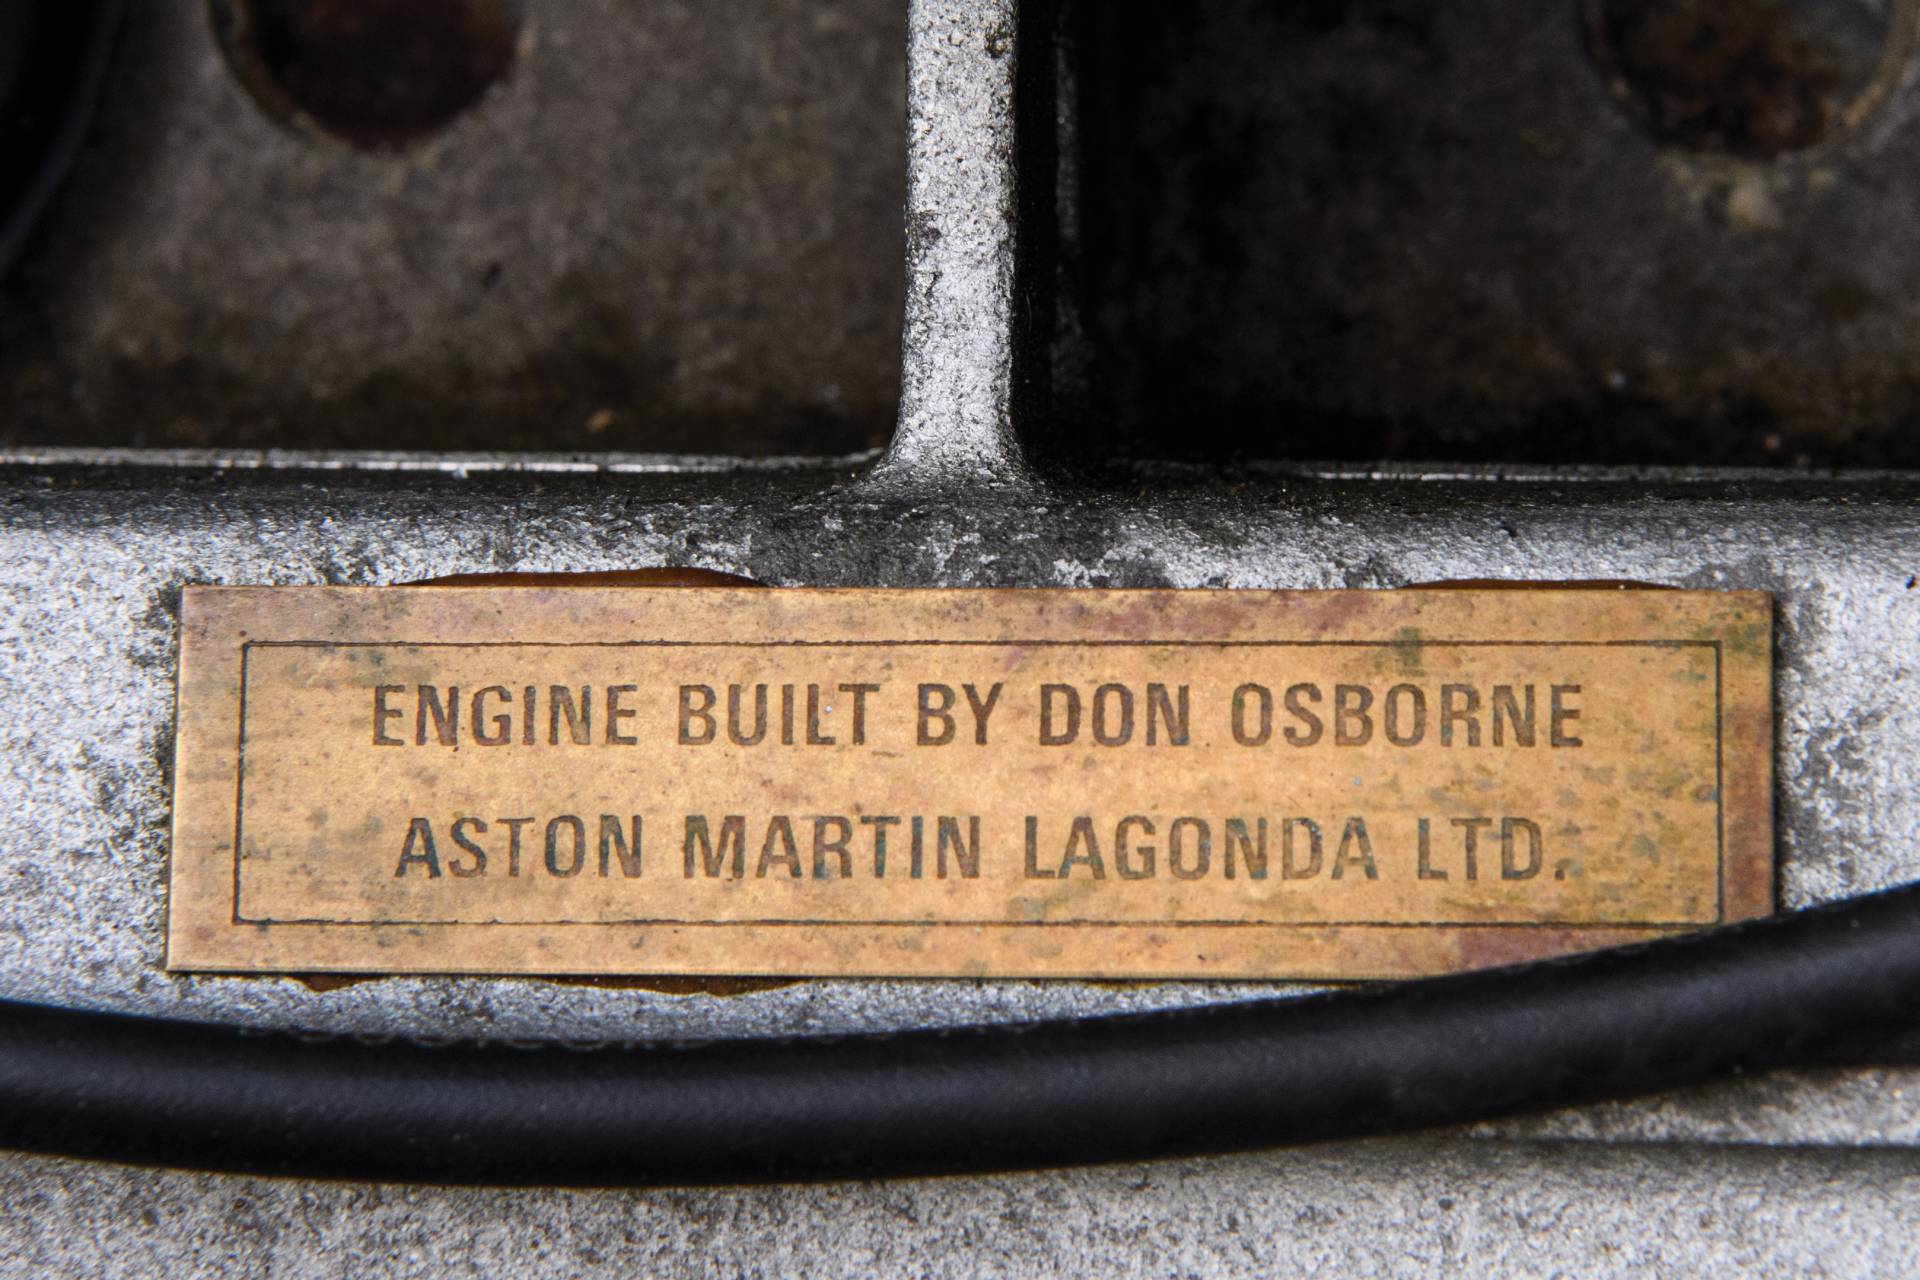 ENGINE BUILT BY DON OSBORNE
ASTON MARTIN LAGONDA LTD.